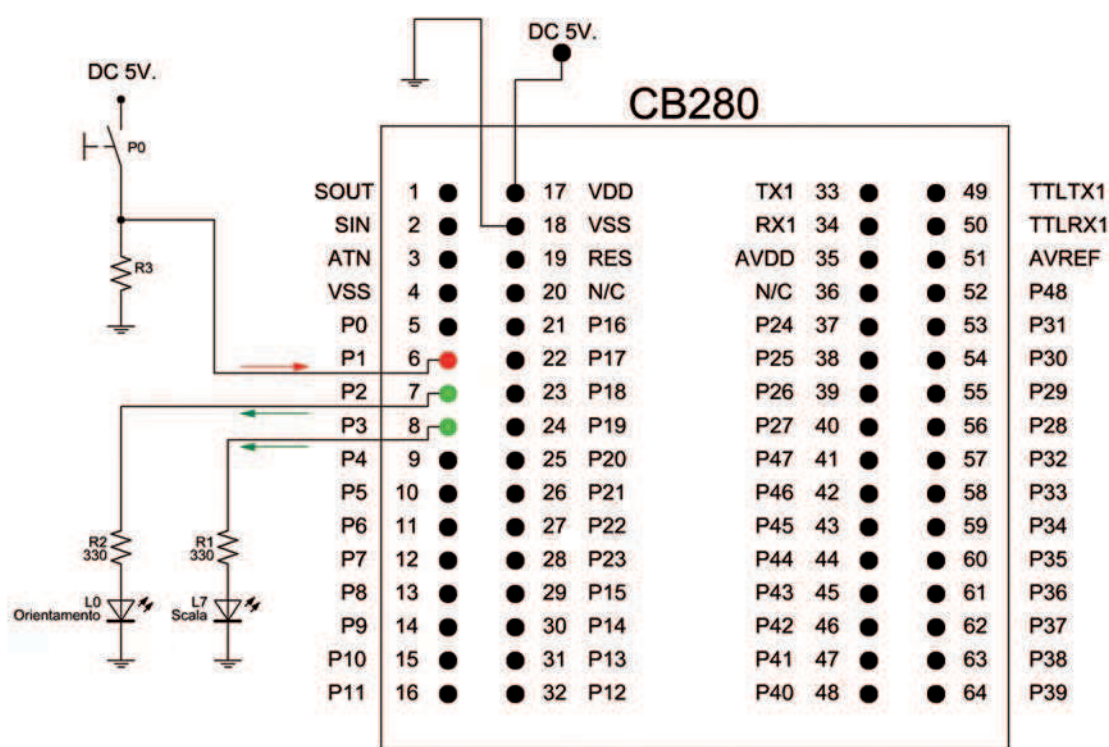 DC 5V.
DC 5V.
CB280
P0
R3
SOUT 1 17 VDD TX1 33 49 TTLTX1
SIN 2 18 VSS RX1 34 50 TTLRX1
ATN 3 19 RES AVDD 35 51 AVREF
VSS 4 20 N/C N/C 36 52 P48
P0 5 21 P16 P24 37 53 P31
P1 6 22 P17 P25 38 54 P30
P2 7 23 P18 P26 39 55 P29
P3 8 24 P19 P27 40 56 P28
P4 9 25 P20 P47 41 57 P32
P5 10 26 P21 P46 42 58 P33
P6 11 27 P22 P45 43 59 P34
P7 12 28 P23 P44 44 60 P35
P8 13 29 P15 P43 45 61 P36
P9 14 30 P14 P42 46 62 P37
P10 15 31 P13 P41 47 63 P38
P11 16 32 P12 P40 48 64 P39
R2
330
R1
330
L0
Orientamento
L7
Scala